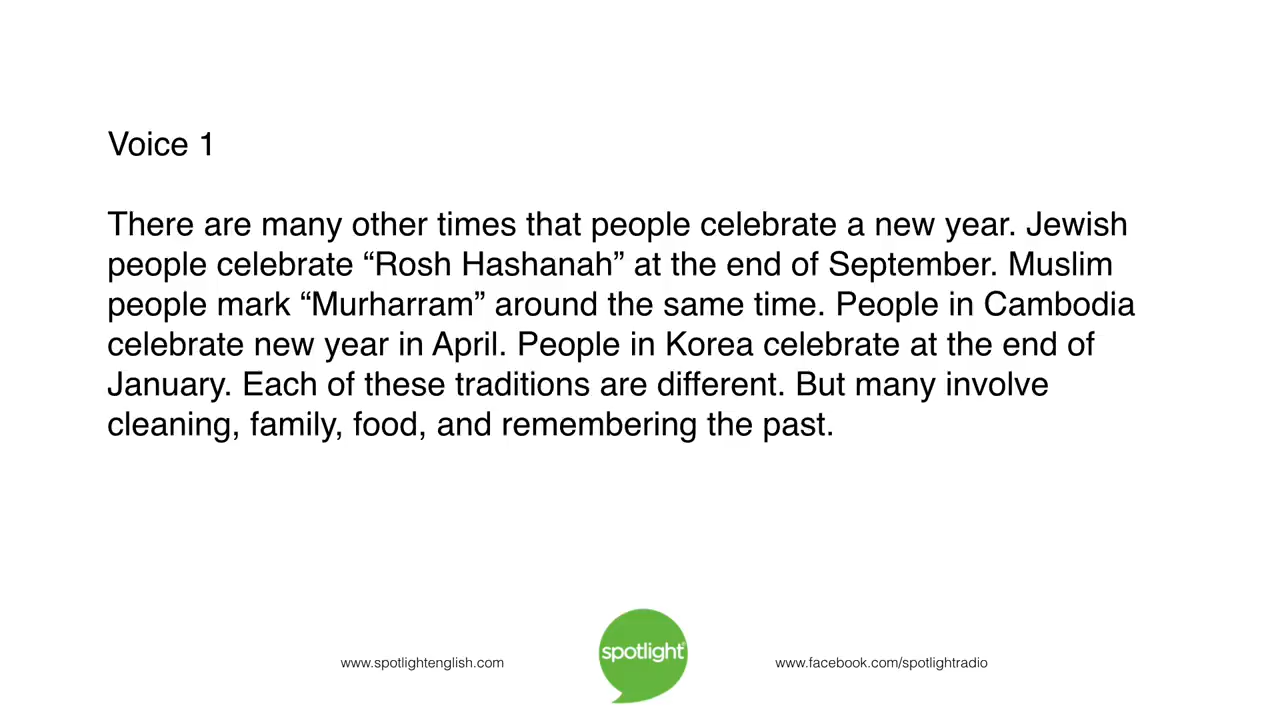 Voice 1
There are many other times that people celebrate a new year. Jewish
people celebrate “Rosh Hashanah” at the end of September. Muslim
people mark “Murharram” around the same time. People in Cambodia
celebrate new year in April. People in Korea celebrate at the end of
January. Each of these traditions are different. But many involve
cleaning, family, food, and remembering the past.
www.spotlightenglish.com
spotlight®
www.facebook.com/spotlightradio